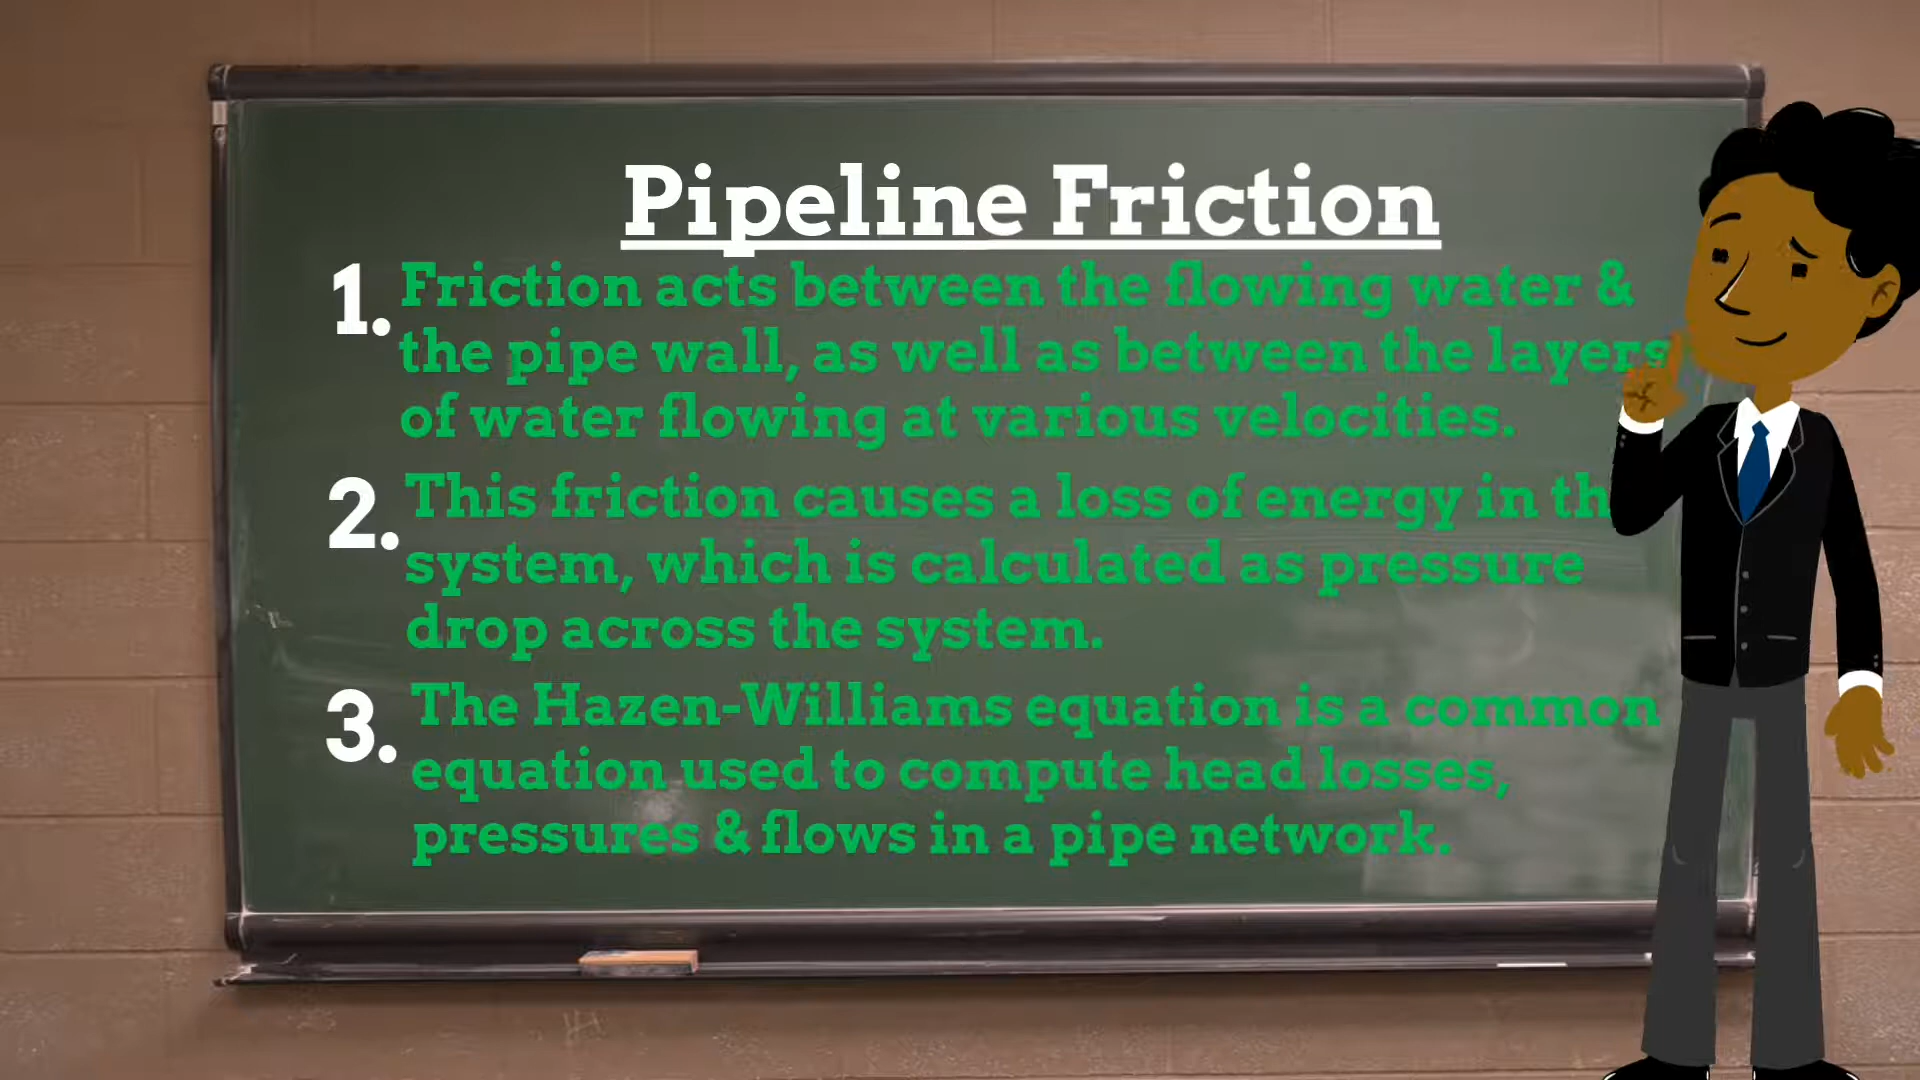 Pipeline Friction
1. Friction acts between the flowing water &
the pipe wall, as well as between the layers
of water flowing at various velocities.
2. This friction causes a loss of energy in th
system, which is calculated as pressure
drop across the system.
3. The Hazen-Williams equation is a common
equation used to compute head losses,
pressures & flows in a pipe network.